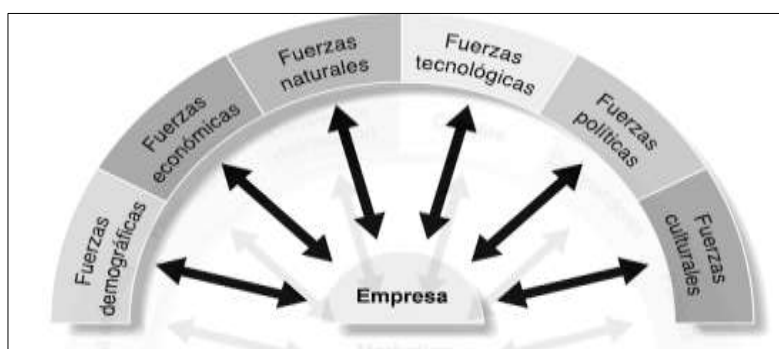 Fuerzas
demográficas
Fuerzas
económicas
Fuerzas
naturales
Fuerzas
tecnológicas
Fuerzas
políticas
Fuerzas
culturales
Empresa